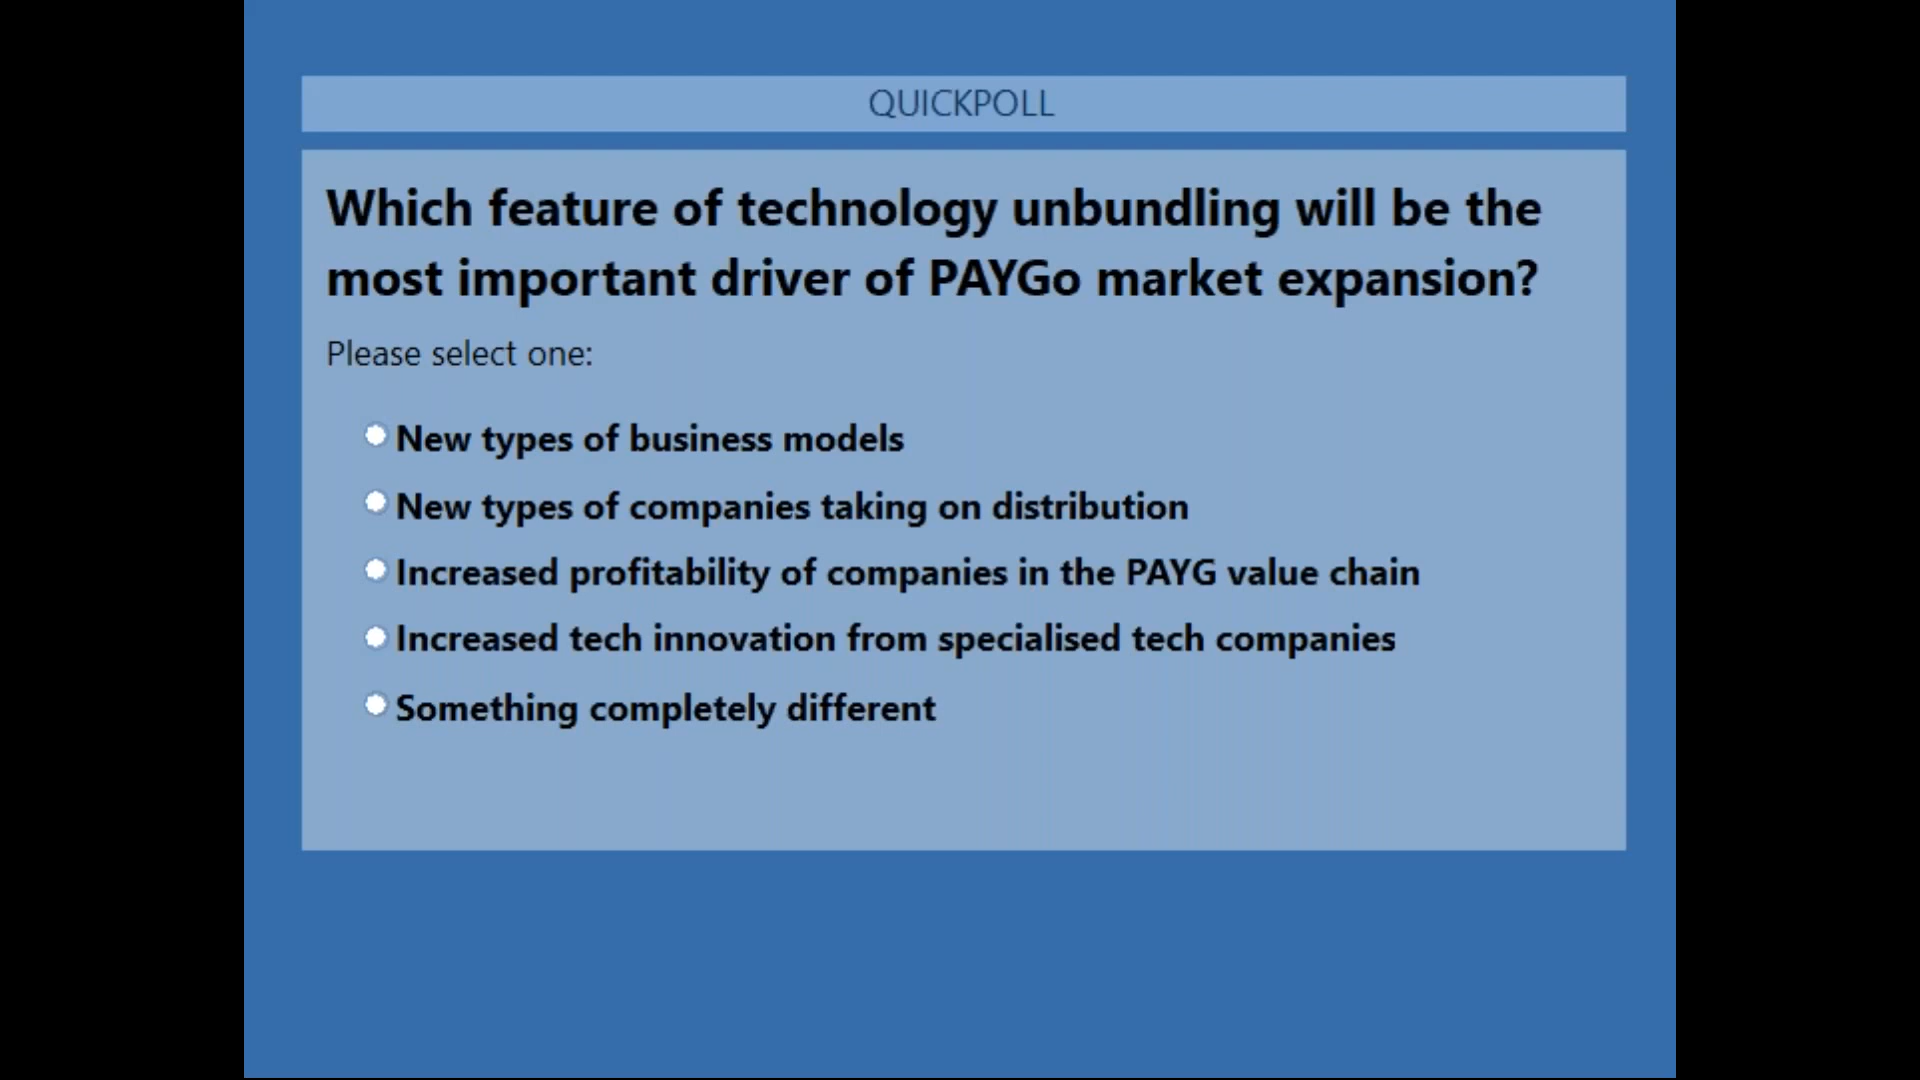 QUICKPOLL
Which feature of technology unbundling will be the
most important driver of PAYGo market expansion?
Please select one:
New types of business models
New types of companies taking on distribution
Increased profitability of companies in the PAYG value chain
Increased tech innovation from specialised tech companies
Something completely different